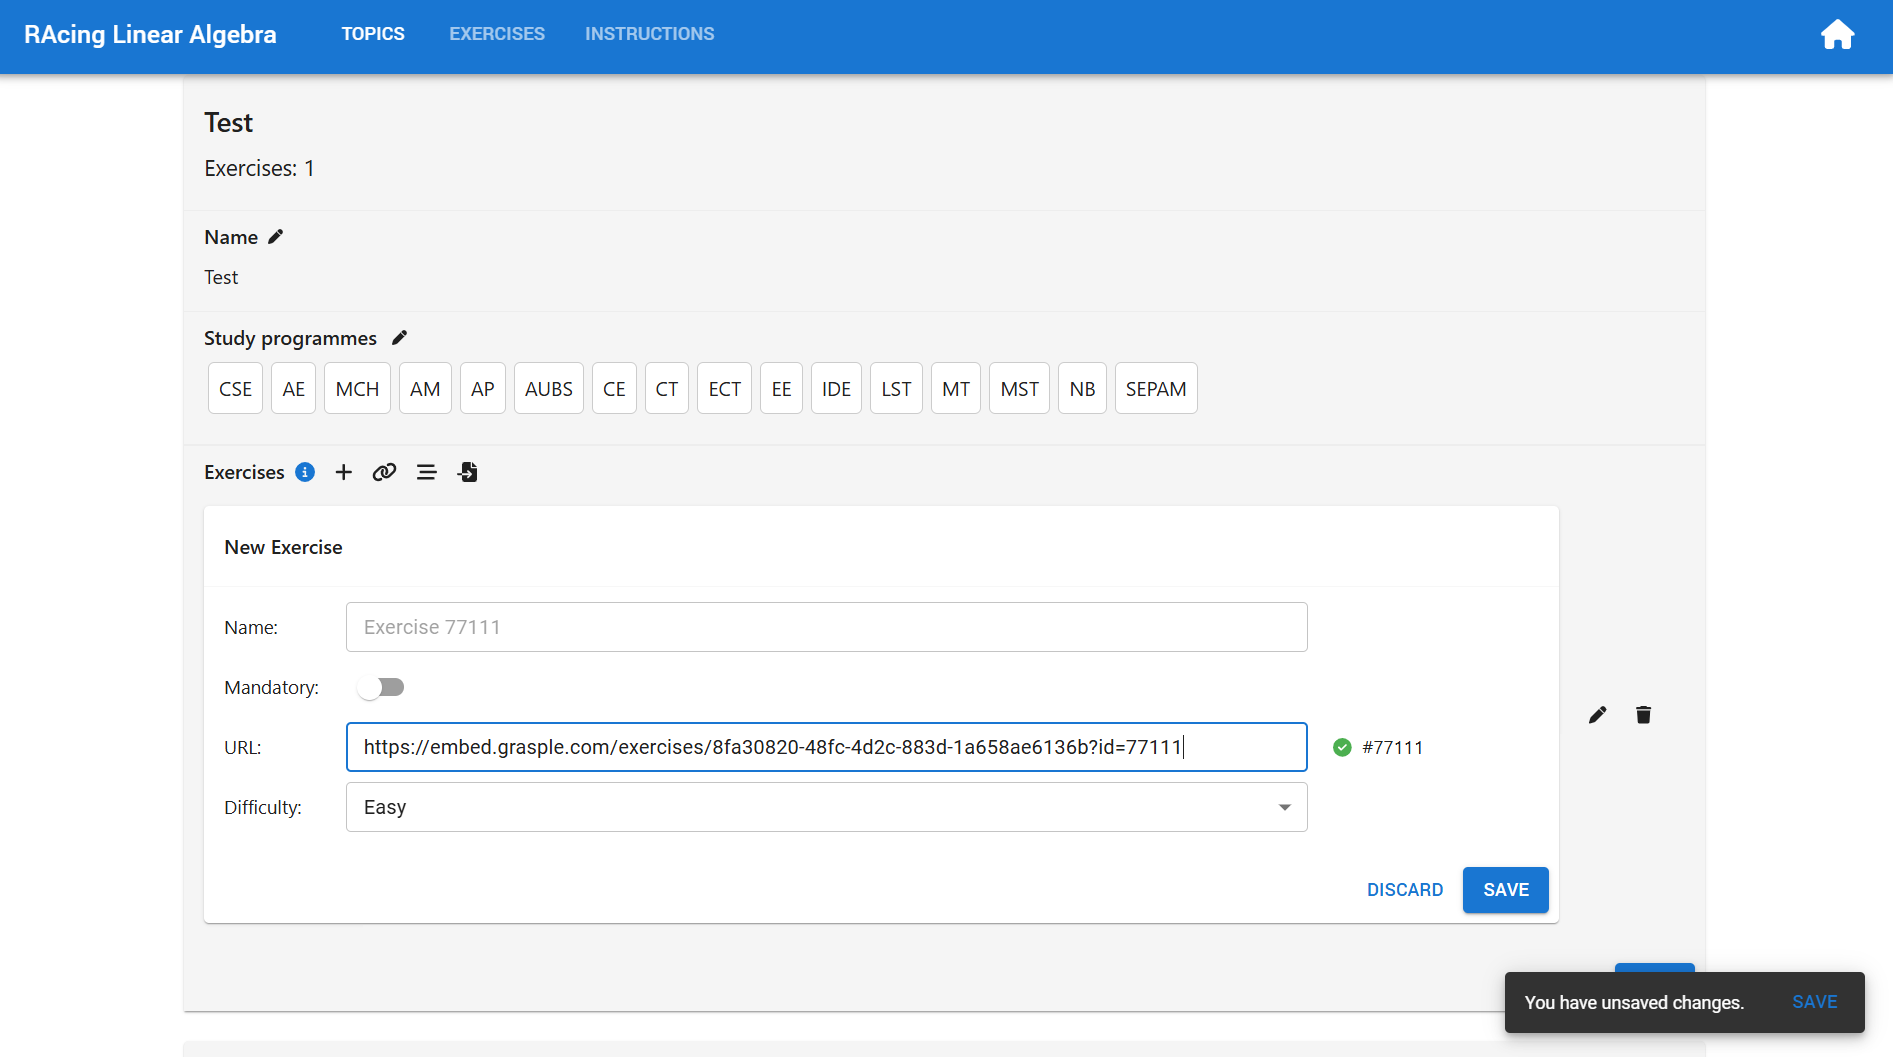 RAcing Linear Algebra TOPICS EXERCISES INSTRUCTIONS
Test
Exercises: 1
Name
Test
Study programmes
CSE AE MCH AM AP AUBS CE CT ECT EE IDE LST MT MST NB SEPAM
Exercises
New Exercise
Name: Exercise 77111
Mandatory:
URL: https://embed.grasple.com/exercises/8fa30820-48fc-4d2c-883d-1a658ae6136b?id=77111 #77111
Difficulty: Easy
DISCARD SAVE
You have unsaved changes. SAVE